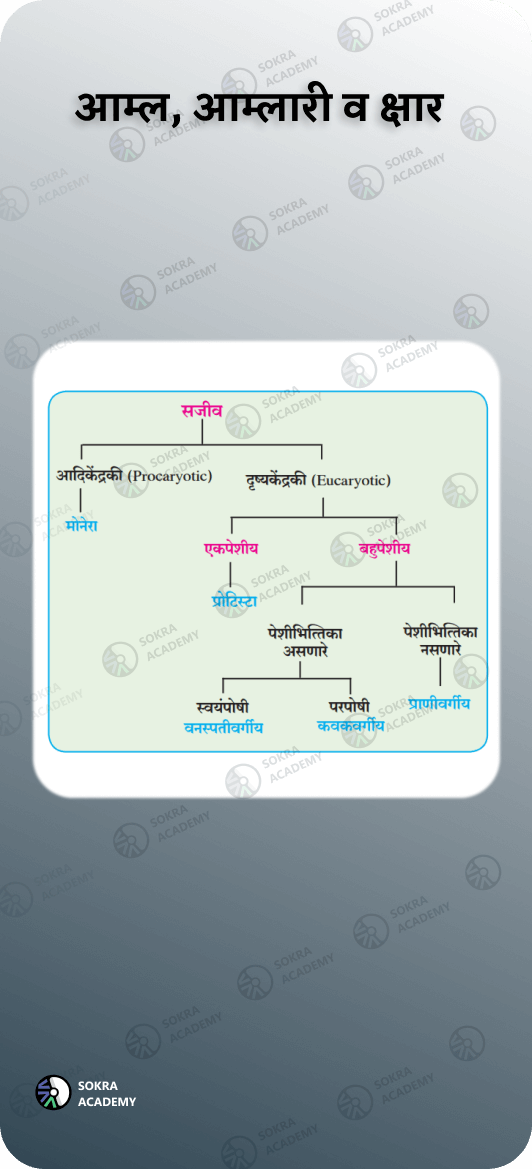 आम्ल, आम्लारी व क्षार
सजीव
आदिकेंद्रकी (Procaryotic)
दृष्यकेंद्रकी (Eucaryotic)
मोनेरा
एकपेशीय
बहुपेशीय
प्रोटिस्टा
पेशीभित्तिका
असणारे
पेशीभित्तिका
नसणारे
स्वयंपोषी
वनस्पतीवर्गीय
परपोषी
कवकवर्गीय
प्राणीवर्गीय
SOKRA
ACADEMY